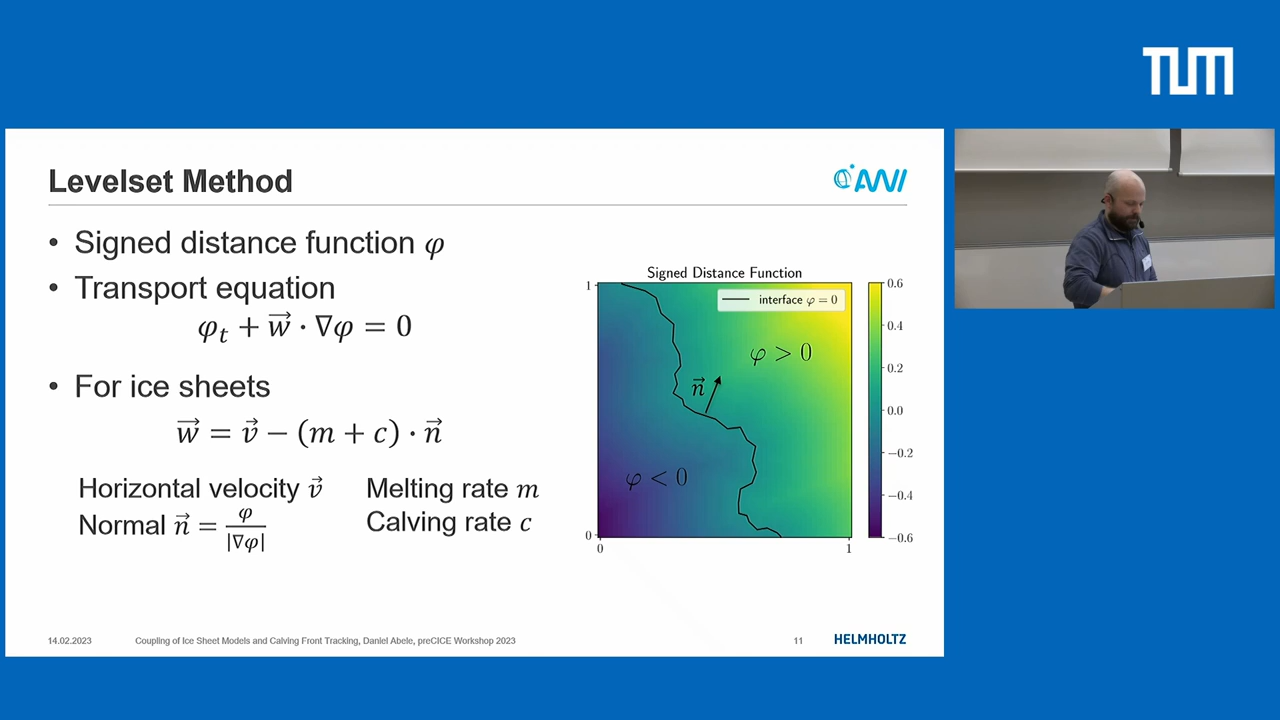 TUM
Levelset Method
AWI
• Signed distance function φ
• Transport equation
φₜ + w⃗ · ∇φ = 0
• For ice sheets
w⃗ = v⃗ − (m + c) · n⃗
Horizontal velocity v⃗
Normal n⃗ = φ/|∇φ|
Melting rate m
Calving rate c
Signed Distance Function
interface φ = 0
φ > 0
n⃗
φ < 0
1
0
0
1
0.6
0.4
0.2
0.0
−0.2
−0.4
−0.6
14.02.2023
Coupling of Ice Sheet Models and Calving Front Tracking, Daniel Abele, preCICE Workshop 2023
11
HELMHOLTZ